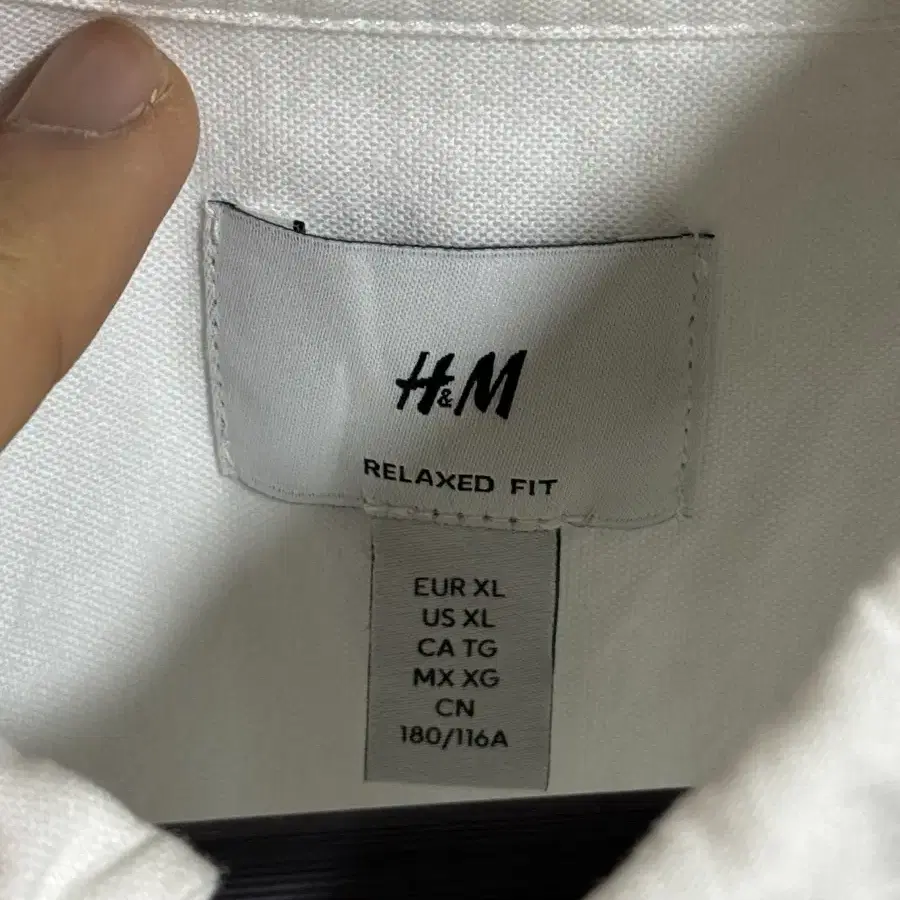 H&M
RELAXED FIT
EUR XL
US XL
CA TG
MX XG
CN
180/116A